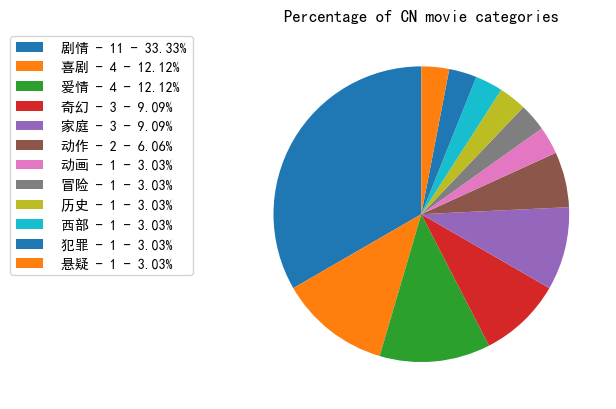 Percentage of CN movie categories
剧情 - 11 - 33.33%
喜剧 - 4 - 12.12%
爱情 - 4 - 12.12%
奇幻 - 3 - 9.09%
家庭 - 3 - 9.09%
动作 - 2 - 6.06%
动画 - 1 - 3.03%
冒险 - 1 - 3.03%
历史 - 1 - 3.03%
西部 - 1 - 3.03%
犯罪 - 1 - 3.03%
悬疑 - 1 - 3.03%